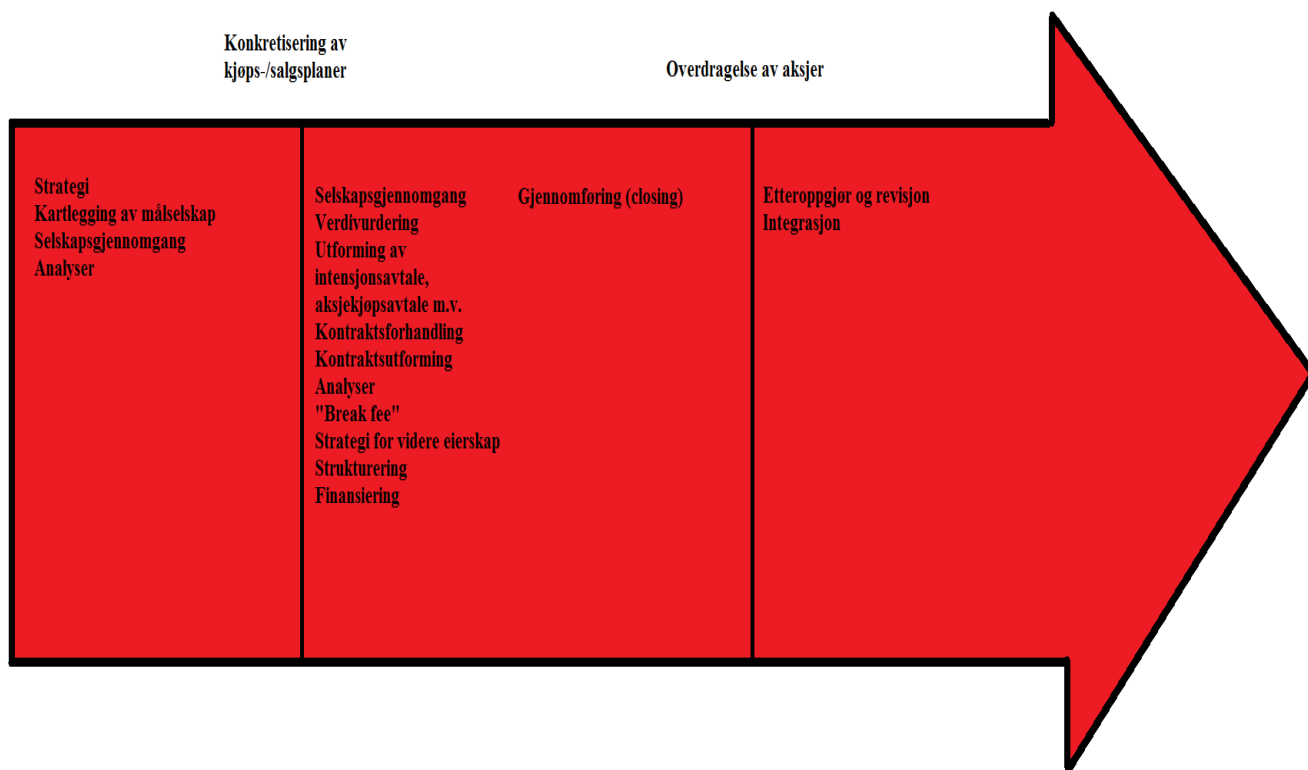 Konkretisering av
kjøps-/salgsplaner
Overdragelse av aksjer
Strategi
Kartlegging av målselskap
Selskapsgjennomgang
Analyser
Selskapsgjennomgang
Verdivurdering
Utforming av
intensjonsavtale,
aksjekjøpsavtale m.v.
Kontraktsforhandling
Kontraktsutforming
Analyser
"Break fee"
Strategi for videre eierskap
Strukturering
Finansiering
Gjennomføring (closing)
Etteroppgjør og revisjon
Integrasjon